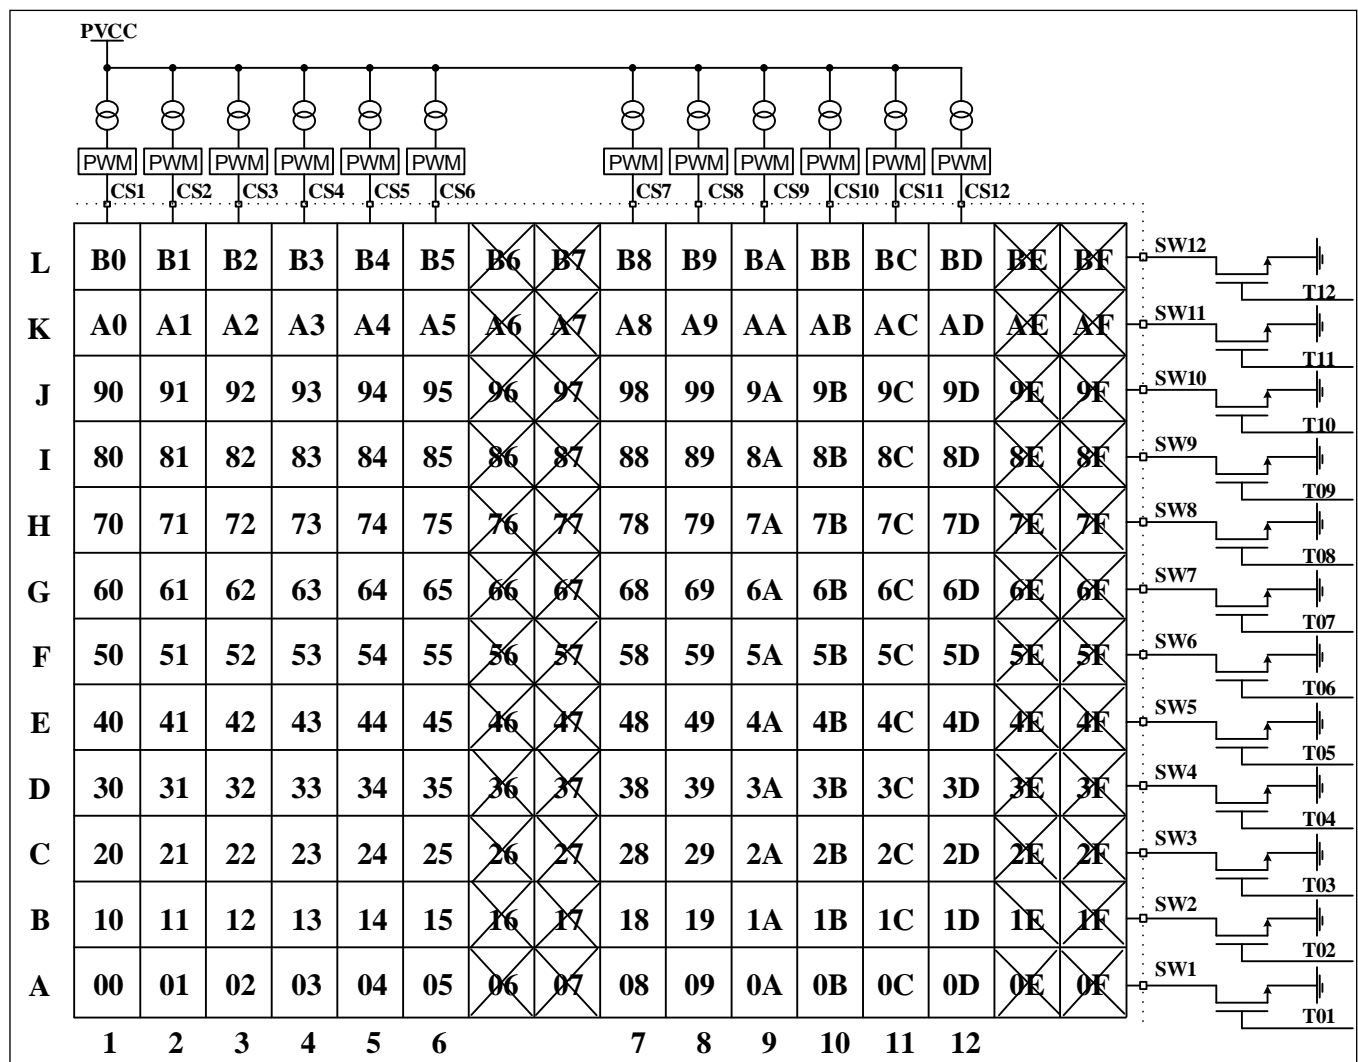 PVCC
PWM PWM PWM PWM PWM PWM PWM PWM PWM PWM PWM PWM
CS1 CS2 CS3 CS4 CS5 CS6 CS7 CS8 CS9 CS10 CS11 CS12
L B0 B1 B2 B3 B4 B5 B6 B7 B8 B9 BA BB BC BD BE BF SW12
T12
K A0 A1 A2 A3 A4 A5 A6 A7 A8 A9 AA AB AC AD AE AF SW11
T11
J 90 91 92 93 94 95 96 97 98 99 9A 9B 9C 9D 9E 9F SW10
T10
I 80 81 82 83 84 85 86 87 88 89 8A 8B 8C 8D 8E 8F SW9
T09
H 70 71 72 73 74 75 76 77 78 79 7A 7B 7C 7D 7E 7F SW8
T08
G 60 61 62 63 64 65 66 67 68 69 6A 6B 6C 6D 6E 6F SW7
T07
F 50 51 52 53 54 55 56 57 58 59 5A 5B 5C 5D 5E 5F SW6
T06
E 40 41 42 43 44 45 46 47 48 49 4A 4B 4C 4D 4E 4F SW5
T05
D 30 31 32 33 34 35 36 37 38 39 3A 3B 3C 3D 3E 3F SW4
T04
C 20 21 22 23 24 25 26 27 28 29 2A 2B 2C 2D 2E 2F SW3
T03
B 10 11 12 13 14 15 16 17 18 19 1A 1B 1C 1D 1E 1F SW2
T02
A 00 01 02 03 04 05 06 07 08 09 0A 0B 0C 0D 0E 0F SW1
T01
1 2 3 4 5 6 7 8 9 10 11 12